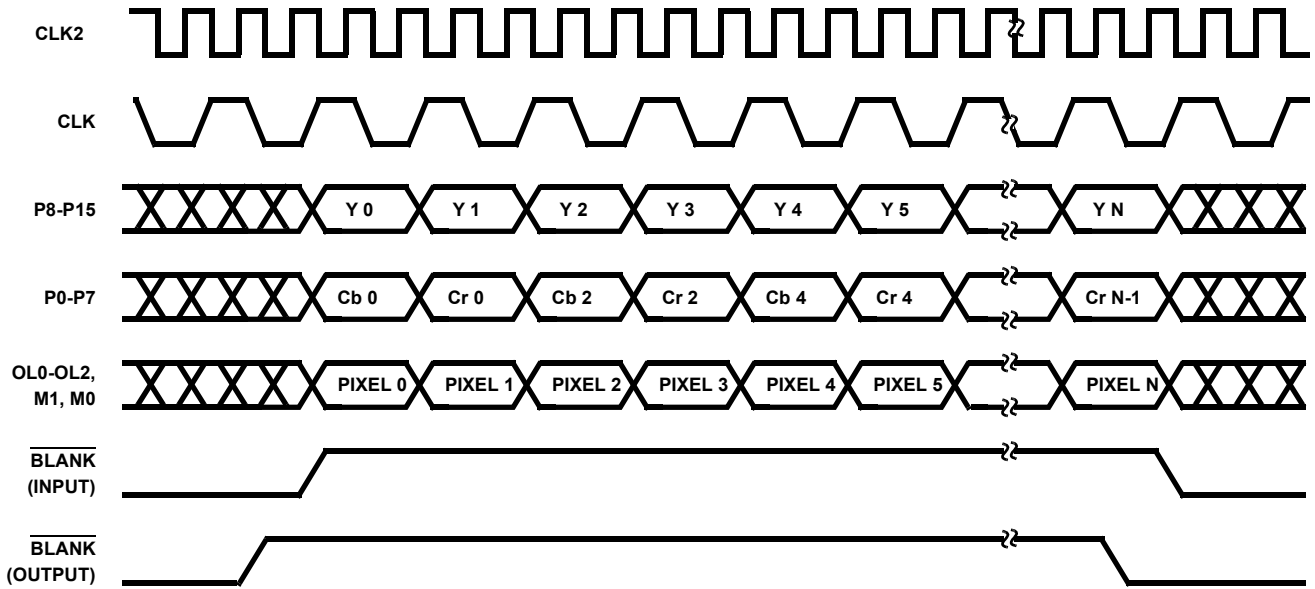 CLK2
CLK
P8-P15
Y 0 Y 1 Y 2 Y 3 Y 4 Y 5 Y N
P0-P7
Cb 0 Cr 0 Cb 2 Cr 2 Cb 4 Cr 4 Cr N-1
OL0-OL2,
M1, M0
PIXEL 0 PIXEL 1 PIXEL 2 PIXEL 3 PIXEL 4 PIXEL 5 PIXEL N
BLANK
(INPUT)
BLANK
(OUTPUT)